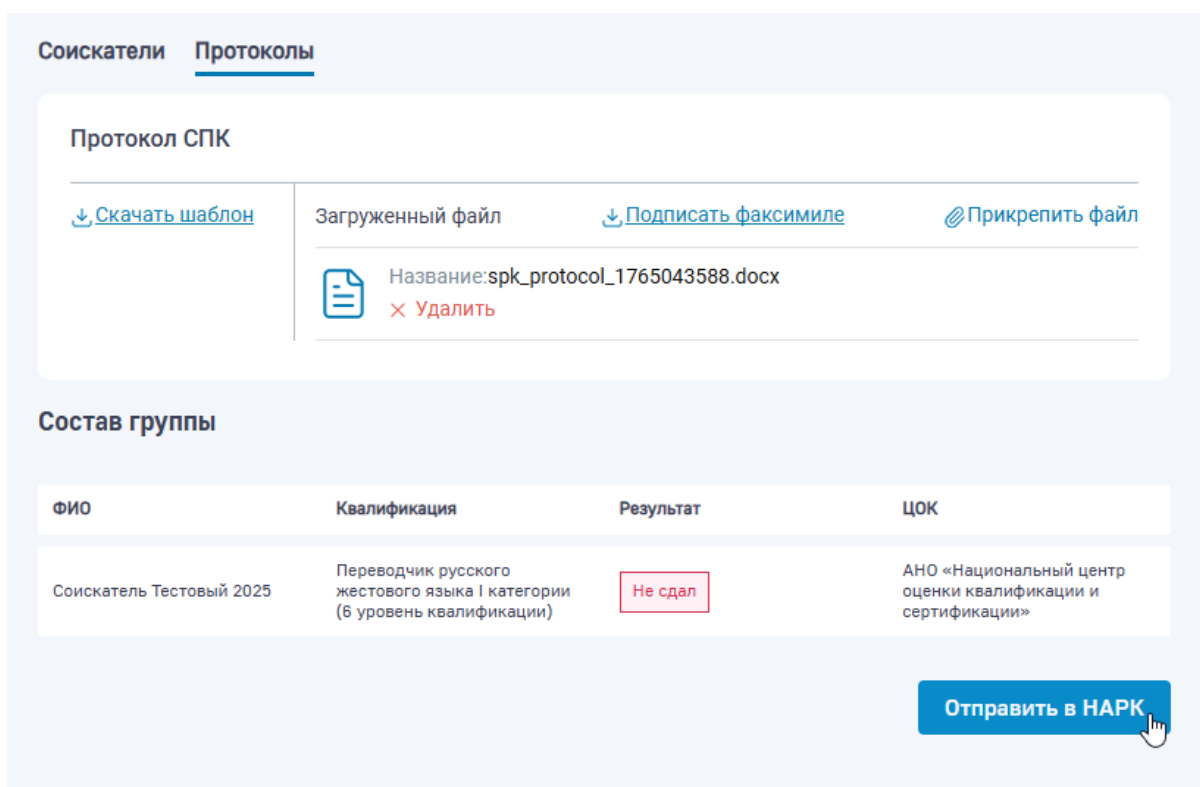 Соискатели Протоколы
Протокол СПК
Скачать шаблон
Загруженный файл Подписать факсимиле Прикрепить файл
Название:spk_protocol_1765043588.docx
Удалить
Состав группы
ФИО Квалификация Результат ЦОК
Соискатель Тестовый 2025
Переводчик русского
жестового языка I категории
(6 уровень квалификации)
Не сдал
АНО «Национальный центр
оценки квалификации и
сертификации»
Отправить в НАРК